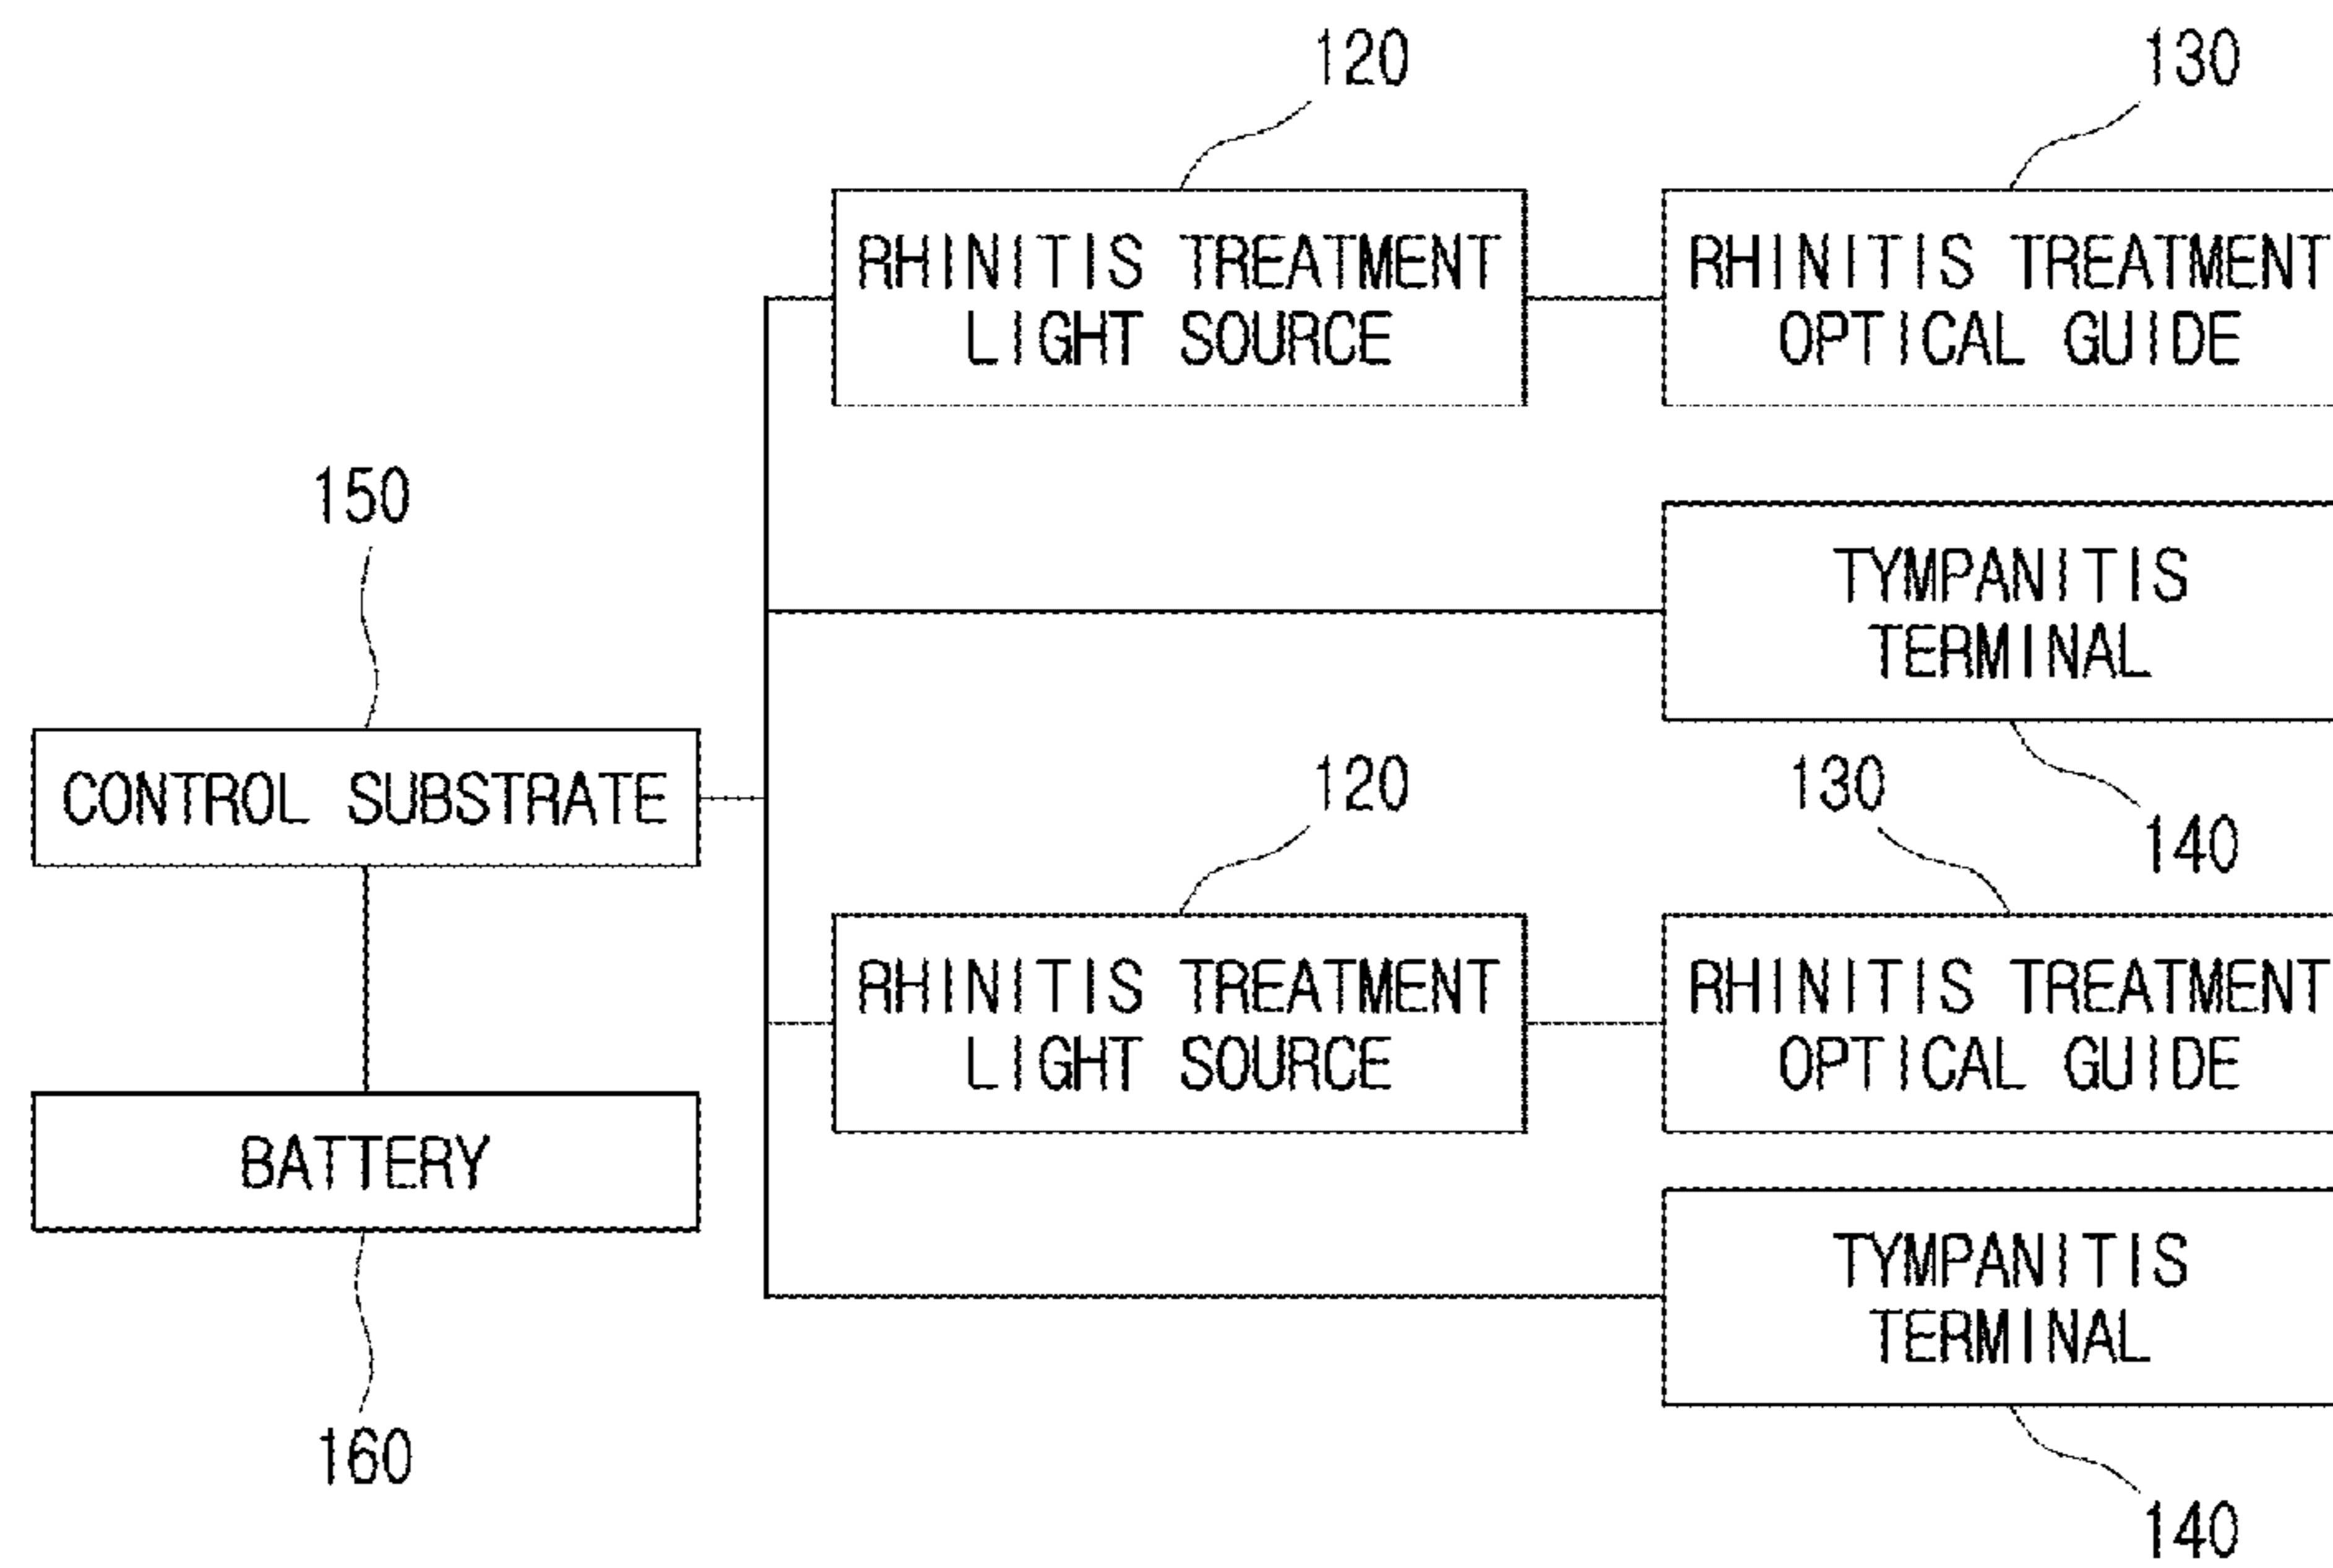 120
130
RHINITIS TREATMENT
LIGHT SOURCE
RHINITIS TREATMENT
OPTICAL GUIDE
150
TYMPANITIS
TERMINAL
CONTROL SUBSTRATE
120
130
140
RHINITIS TREATMENT
LIGHT SOURCE
RHINITIS TREATMENT
OPTICAL GUIDE
BATTERY
160
TYMPANITIS
TERMINAL
140